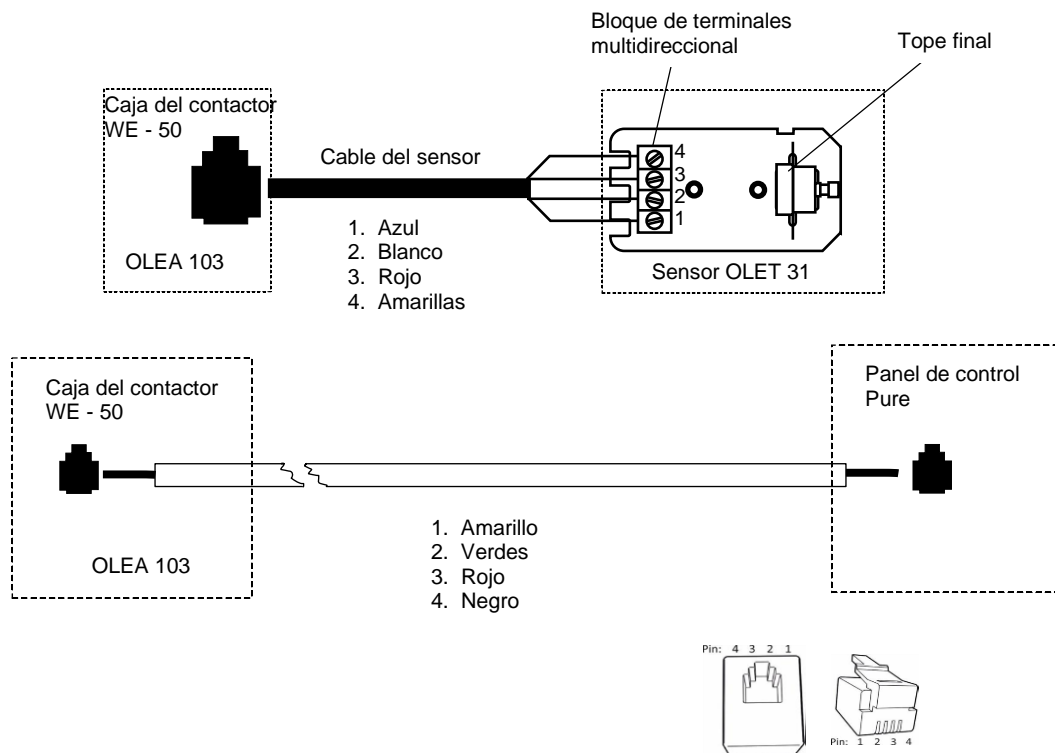 Bloque de terminales
multidireccional
Tope final
Caja del contactor
WE - 50
Cable del sensor
4
3
2
1
1. Azul
2. Blanco
3. Rojo
4. Amarillas
OLEA 103
Sensor OLET 31
Caja del contactor
WE - 50
Panel de control
Pure
OLEA 103
1. Amarillo
2. Verdes
3. Rojo
4. Negro
Pin: 4 3 2 1
Pin: 1 2 3 4